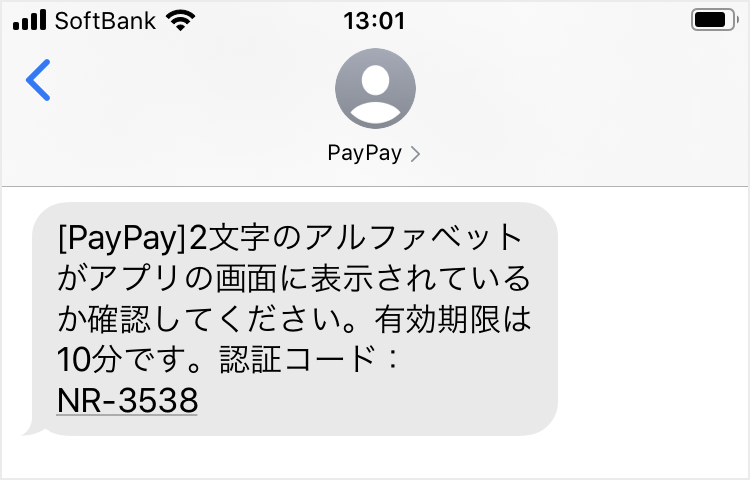 SoftBank 13:01
PayPay
[PayPay]2文字のアルファベット
がアプリの画面に表示されている
か確認してください。有効期限は
10分です。認証コード：
NR-3538